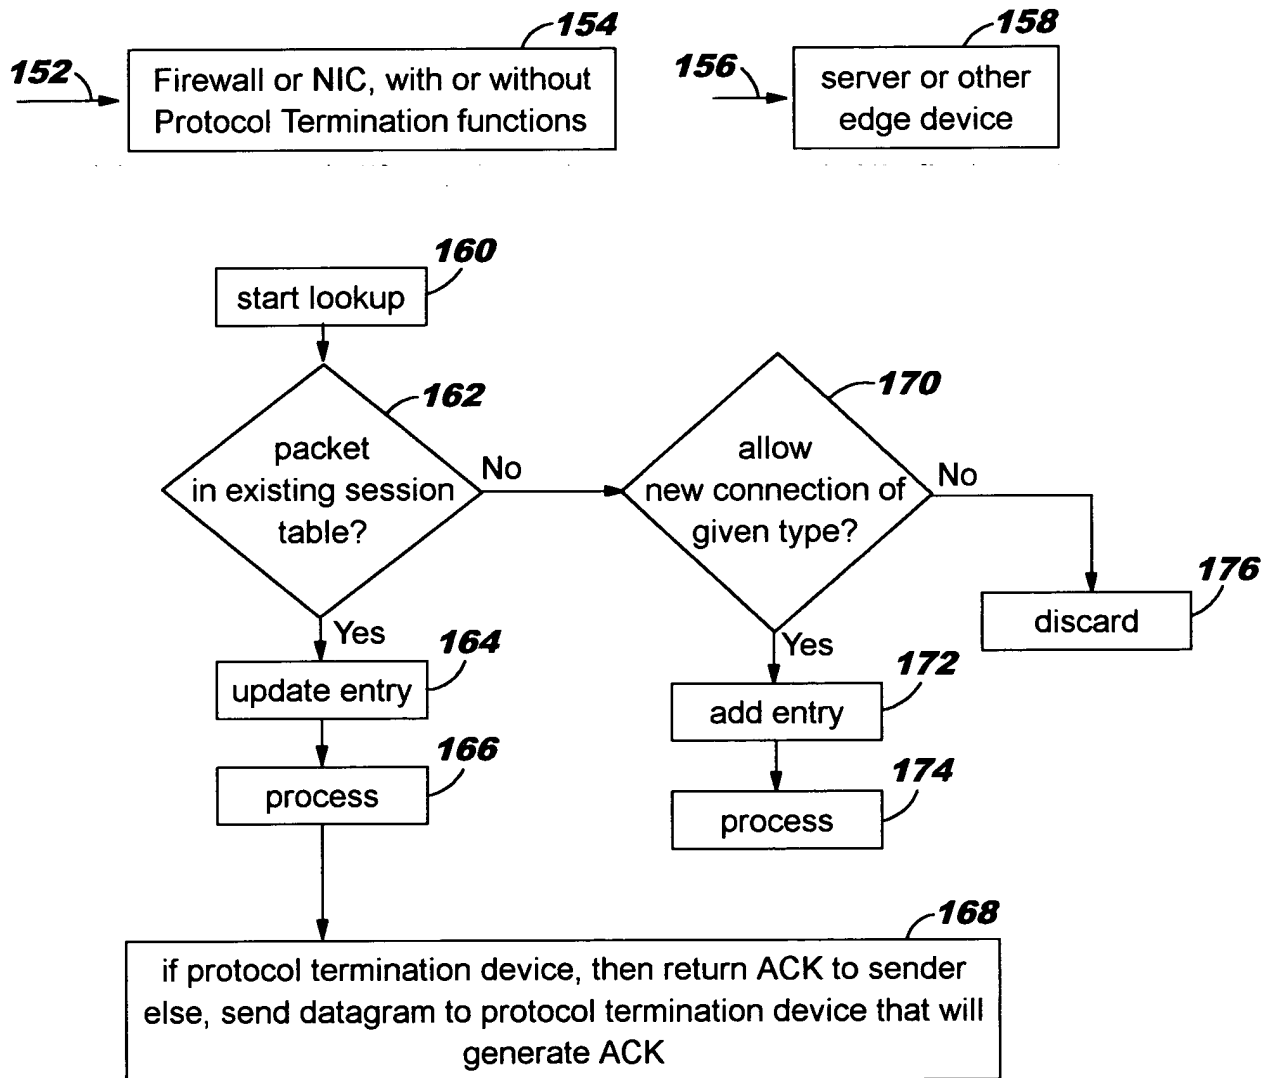 152
154
Firewall or NIC, with or without
Protocol Termination functions
156
158
server or other
edge device
160
start lookup
162
packet
in existing session
table?
No
170
allow
new connection of
given type?
No
176
discard
Yes
164
update entry
Yes
172
add entry
166
process
174
process
168
if protocol termination device, then return ACK to sender
else, send datagram to protocol termination device that will
generate ACK